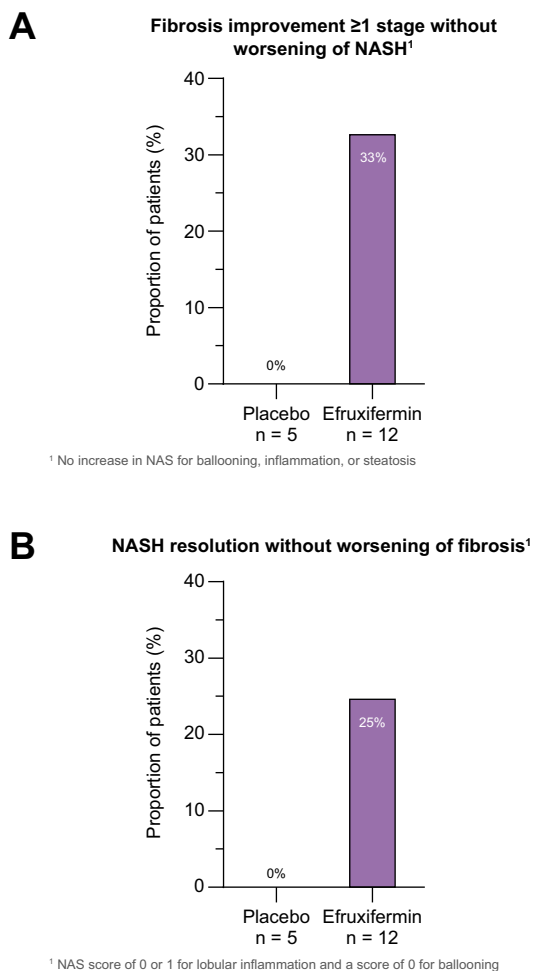 A
Fibrosis improvement ≥1 stage without
worsening of NASH¹
Proportion of patients (%)
40
30
20
10
0
0%
33%
Placebo Efruxifermin
n = 5 n = 12
¹ No increase in NAS for ballooning, inflammation, or steatosis
B
NASH resolution without worsening of fibrosis¹
Proportion of patients (%)
40
30
20
10
0
0%
25%
Placebo Efruxifermin
n = 5 n = 12
¹ NAS score of 0 or 1 for lobular inflammation and a score of 0 for ballooning